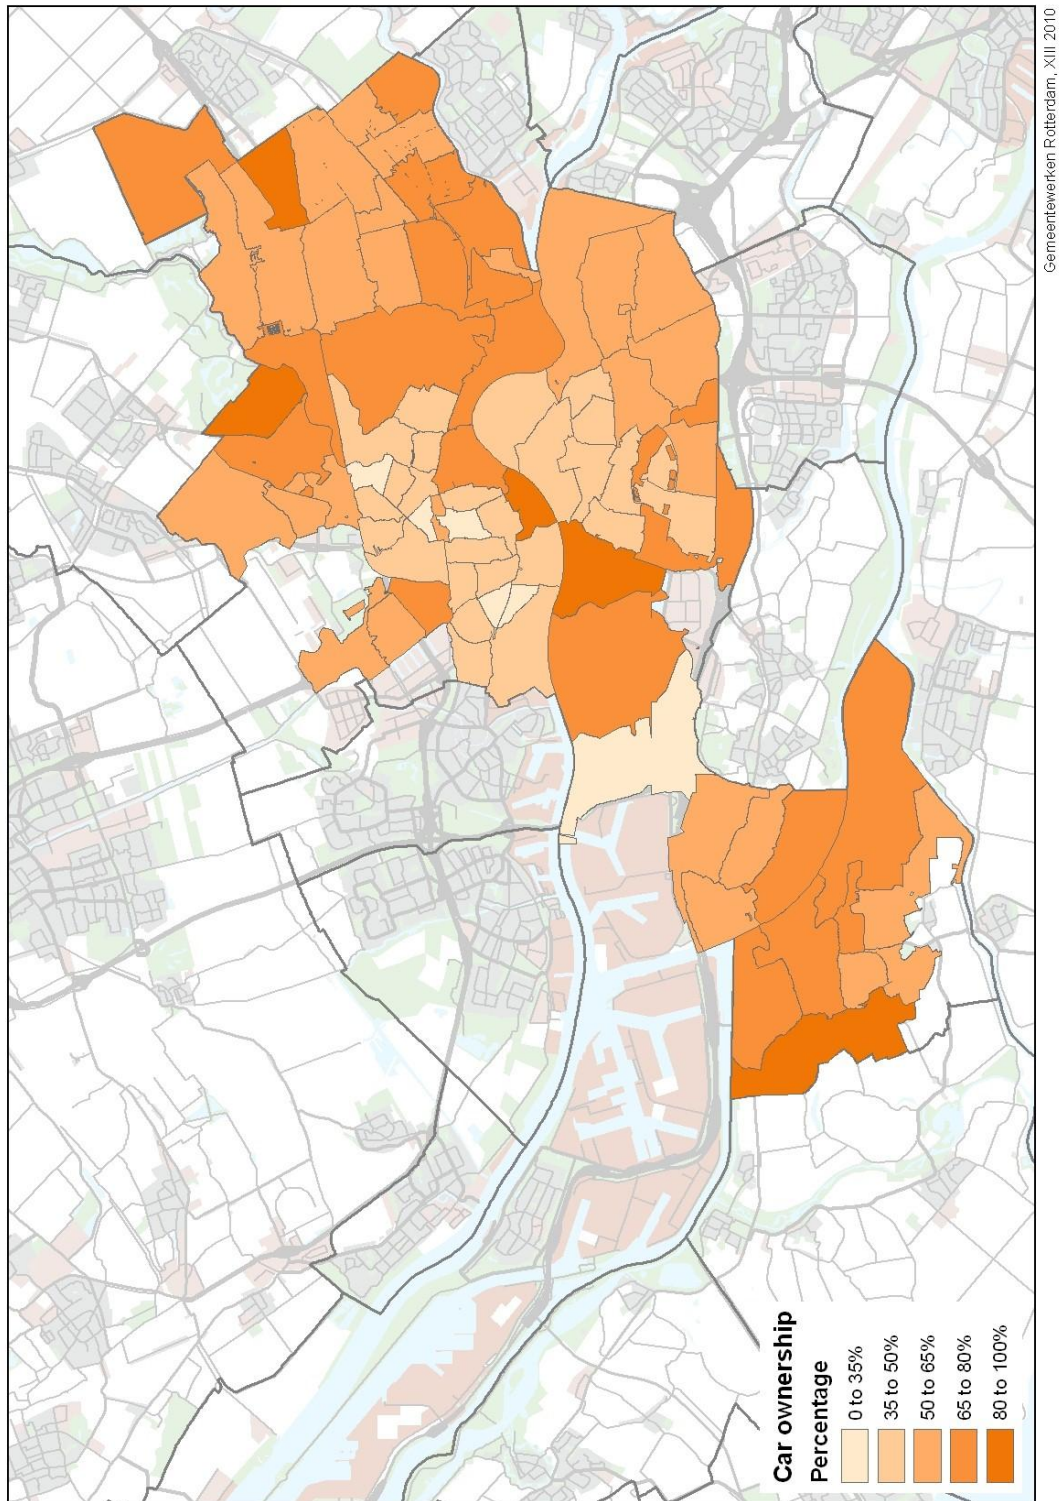 Car ownership
Percentage
0 to 35%
35 to 50%
50 to 65%
65 to 80%
80 to 100%
Gemeentewerken Rotterdam, XIII 2010